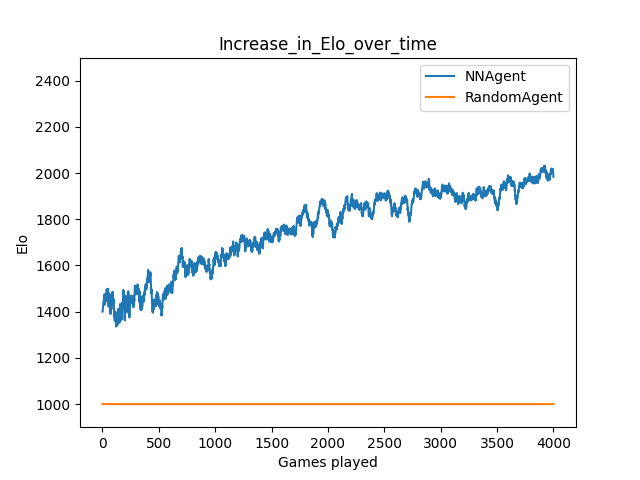 Increase_in_Elo_over_time
NNAgent
RandomAgent
2400
2200
2000
1800
1600
1400
1200
1000
Elo
0 500 1000 1500 2000 2500 3000 3500 4000
Games played